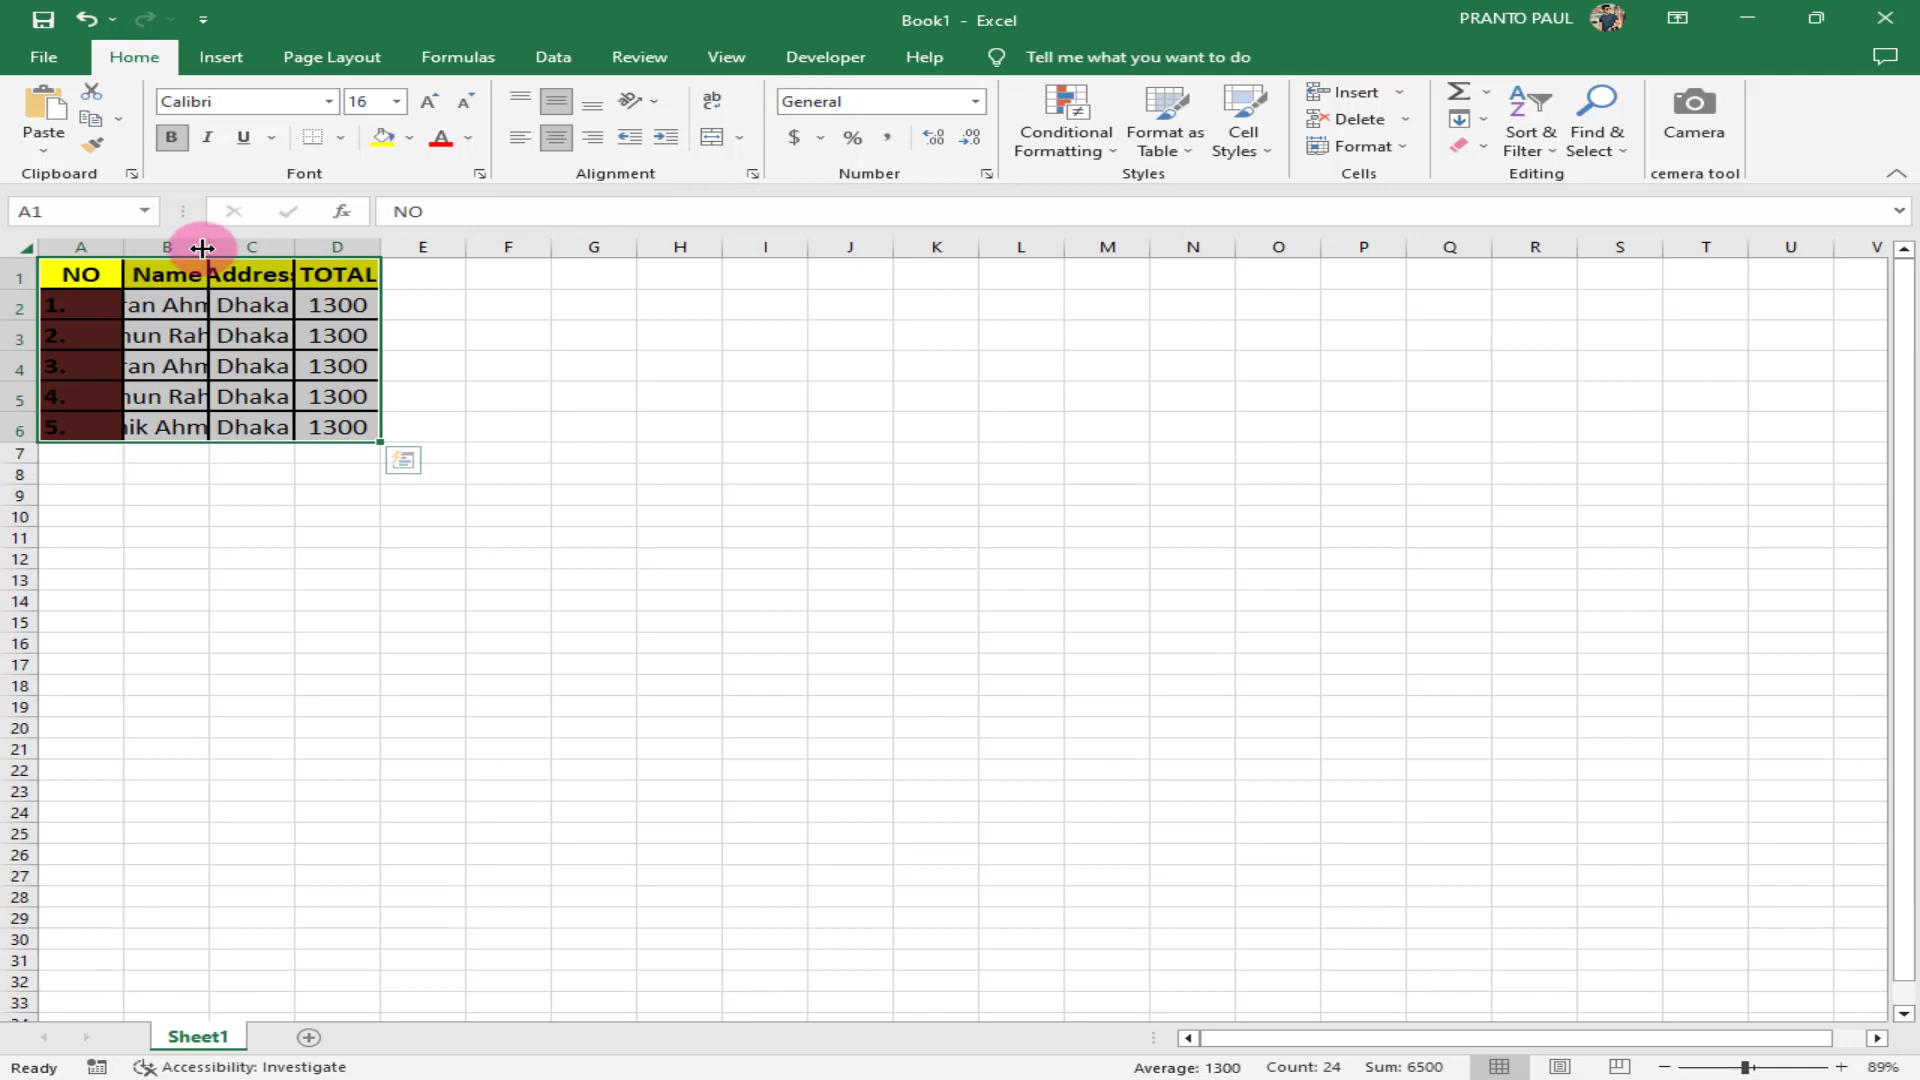 Book1 - Excel
PRANTO PAUL
File Home Insert Page Layout Formulas Data Review View Developer Help Tell me what you want to do
Paste
Clipboard
Calibri 16
B I U
Font
ab
Alignment
General
$ % ,
Number
Conditional Formatting
Format as Table
Cell Styles
Styles
Insert
Delete
Format
Cells
Sort & Filter
Find & Select
Editing
Camera
cemera tool
A1 fx NO
A B C D E F G H I J K L M N O P Q R S T U V
1 NO Name Address TOTAL
2 1. ran Ahm Dhaka 1300
3 2. nun Rah Dhaka 1300
4 3. ran Ahm Dhaka 1300
5 4. nun Rah Dhaka 1300
6 5. ik Ahm Dhaka 1300
7
8
9
10
11
12
13
14
15
16
17
18
19
20
21
22
23
24
25
26
27
28
29
30
31
32
33
Sheet1
Ready Accessibility: Investigate Average: 1300 Count: 24 Sum: 6500 89%